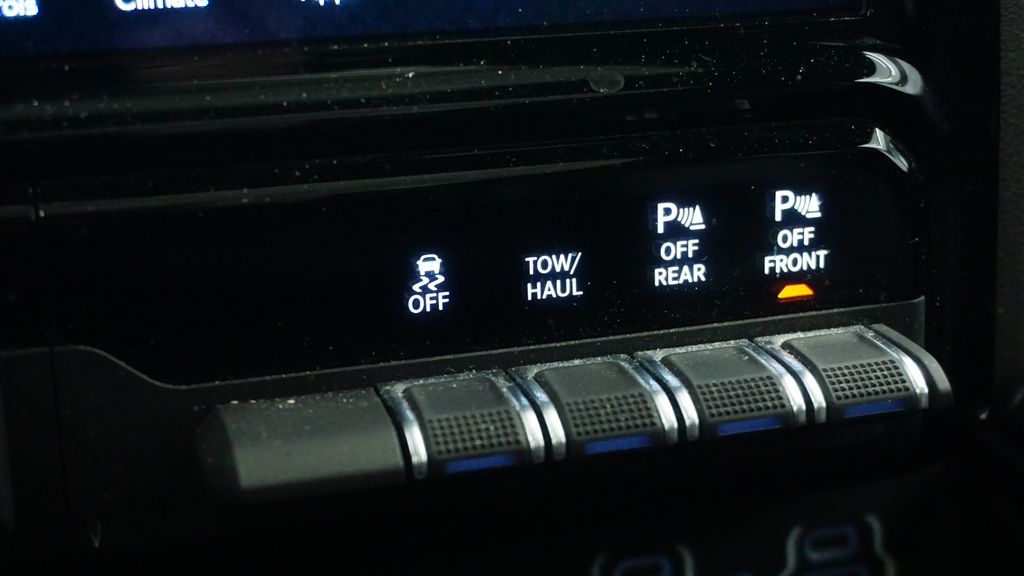 Climate
OFF
TOW/
HAUL
P
OFF
REAR
P
OFF
FRONT